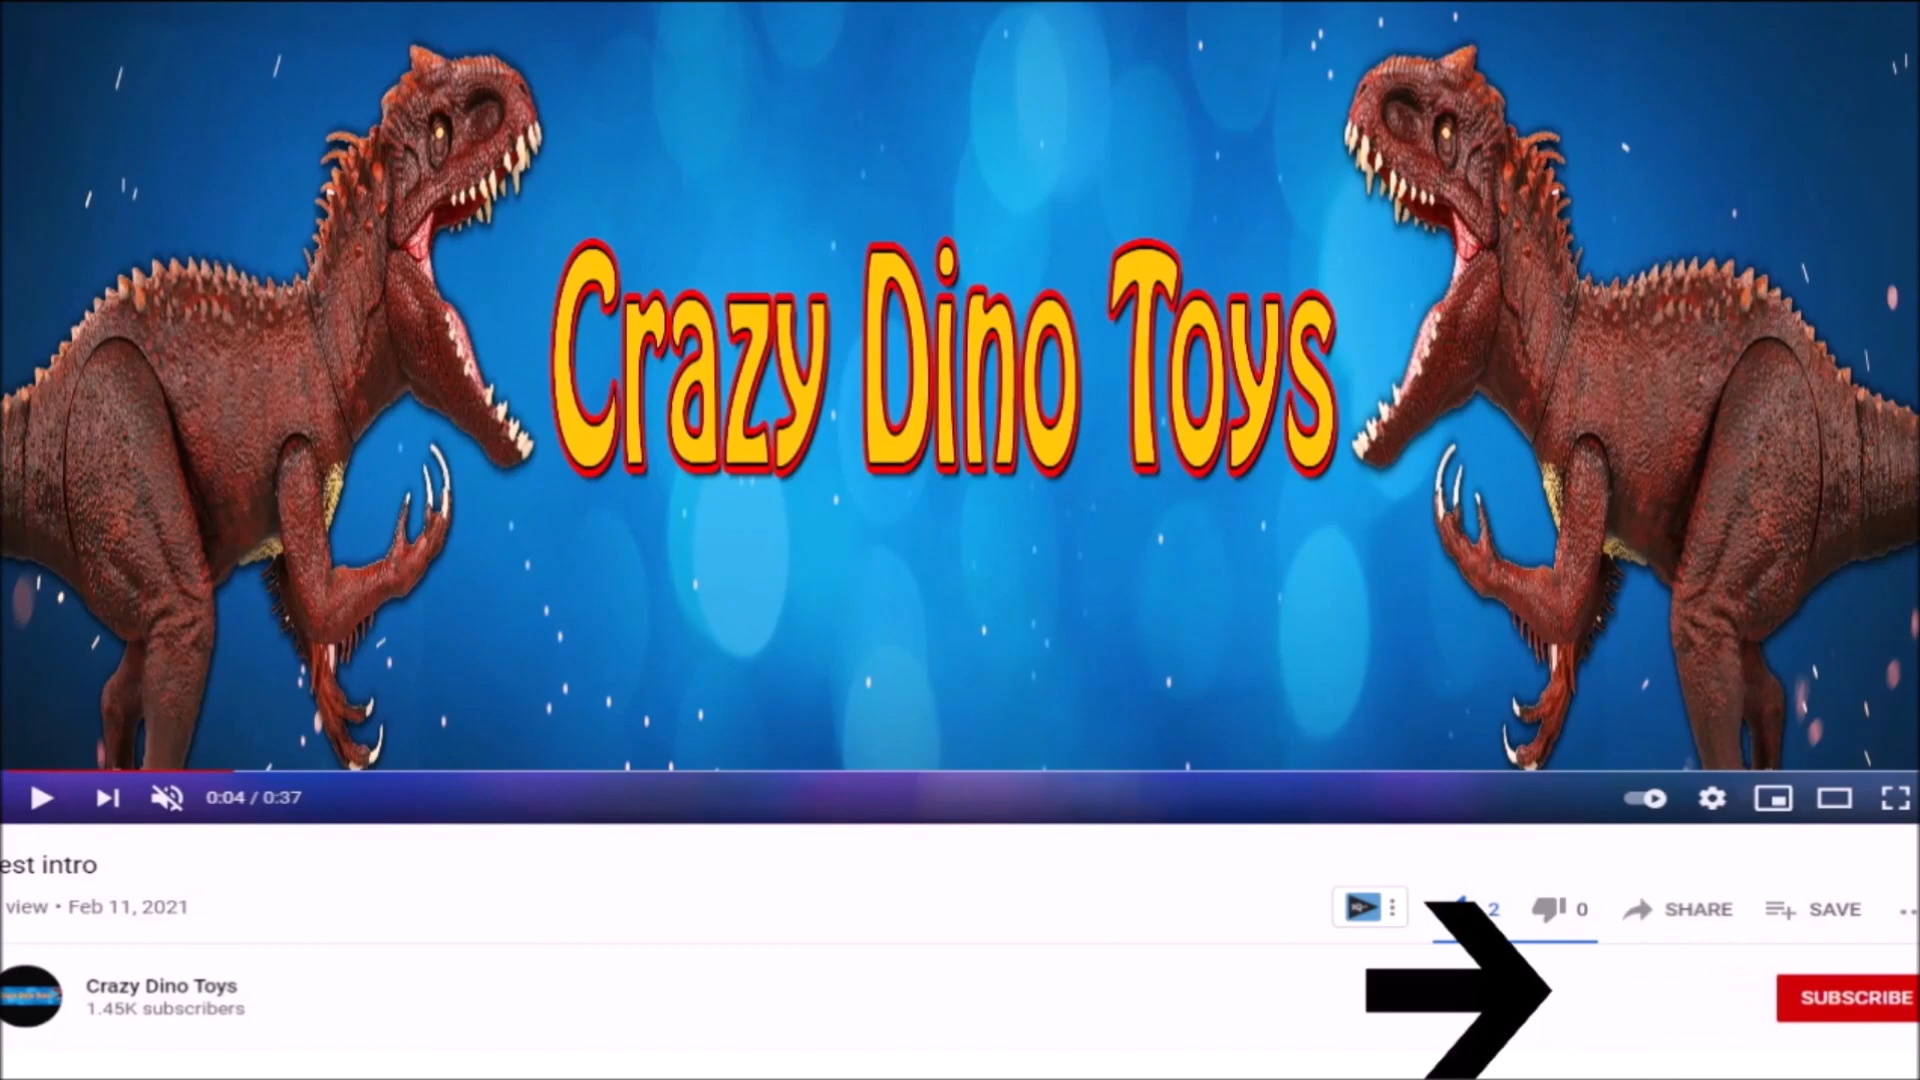 Crazy Dino Toys
0:04 / 0:37
est intro
view • Feb 11, 2021
2
0
SHARE
SAVE
Crazy Dino Toys
1.45K subscribers
SUBSCRIBE